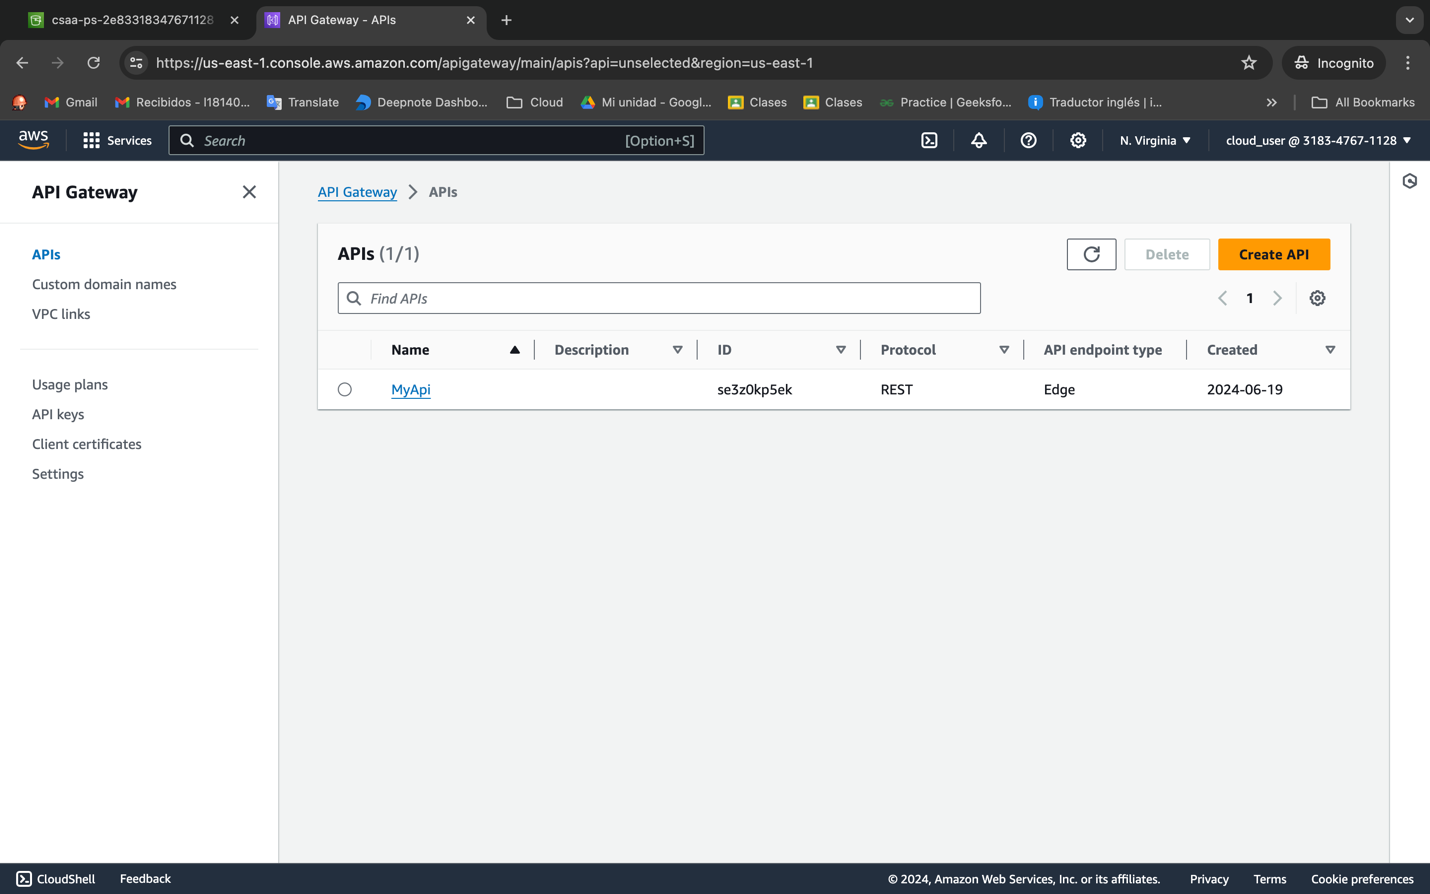 csaa-ps-2e83318347671128
API Gateway - APIs
https://us-east-1.console.aws.amazon.com/apigateway/main/apis?api=unselected&region=us-east-1
Incognito
Gmail
Recibidos - l18140...
Translate
Deepnote Dashbo...
Cloud
Mi unidad - Googl...
Clases
Clases
Practice | Geeksfo...
Traductor inglés | i...
All Bookmarks
aws
Services
Search
[Option+S]
N. Virginia
cloud_user @ 3183-4767-1128
API Gateway
APIs
Custom domain names
VPC links
Usage plans
API keys
Client certificates
Settings
API Gateway > APIs
APIs (1/1)
Delete
Create API
Find APIs
1
Name Description ID Protocol API endpoint type Created
MyApi se3z0kp5ek REST Edge 2024-06-19
CloudShell
Feedback
© 2024, Amazon Web Services, Inc. or its affiliates.
Privacy
Terms
Cookie preferences